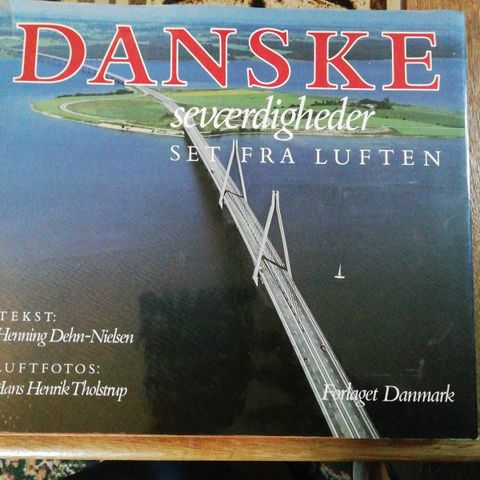 DANSKE
seværdigheder
SET FRA LUFTEN
TEKST:
Henning Dehn-Nielsen
LUFTFOTOS:
Hans Henrik Tholstrup
Forlaget Danmark